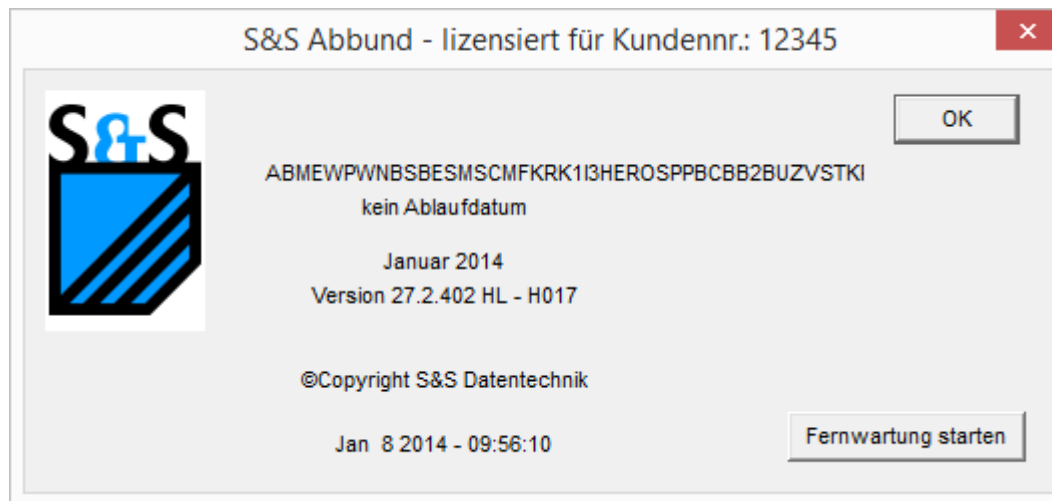 S&S Abbund - lizensiert für Kundennr.: 12345
S&S
OK
ABMEWPWNBSBESMSCMFKRK1I3HEROSPPBCBB2BUZVSTKI
kein Ablaufdatum
Januar 2014
Version 27.2.402 HL - H017
©Copyright S&S Datentechnik
Jan  8 2014 - 09:56:10
Fernwartung starten